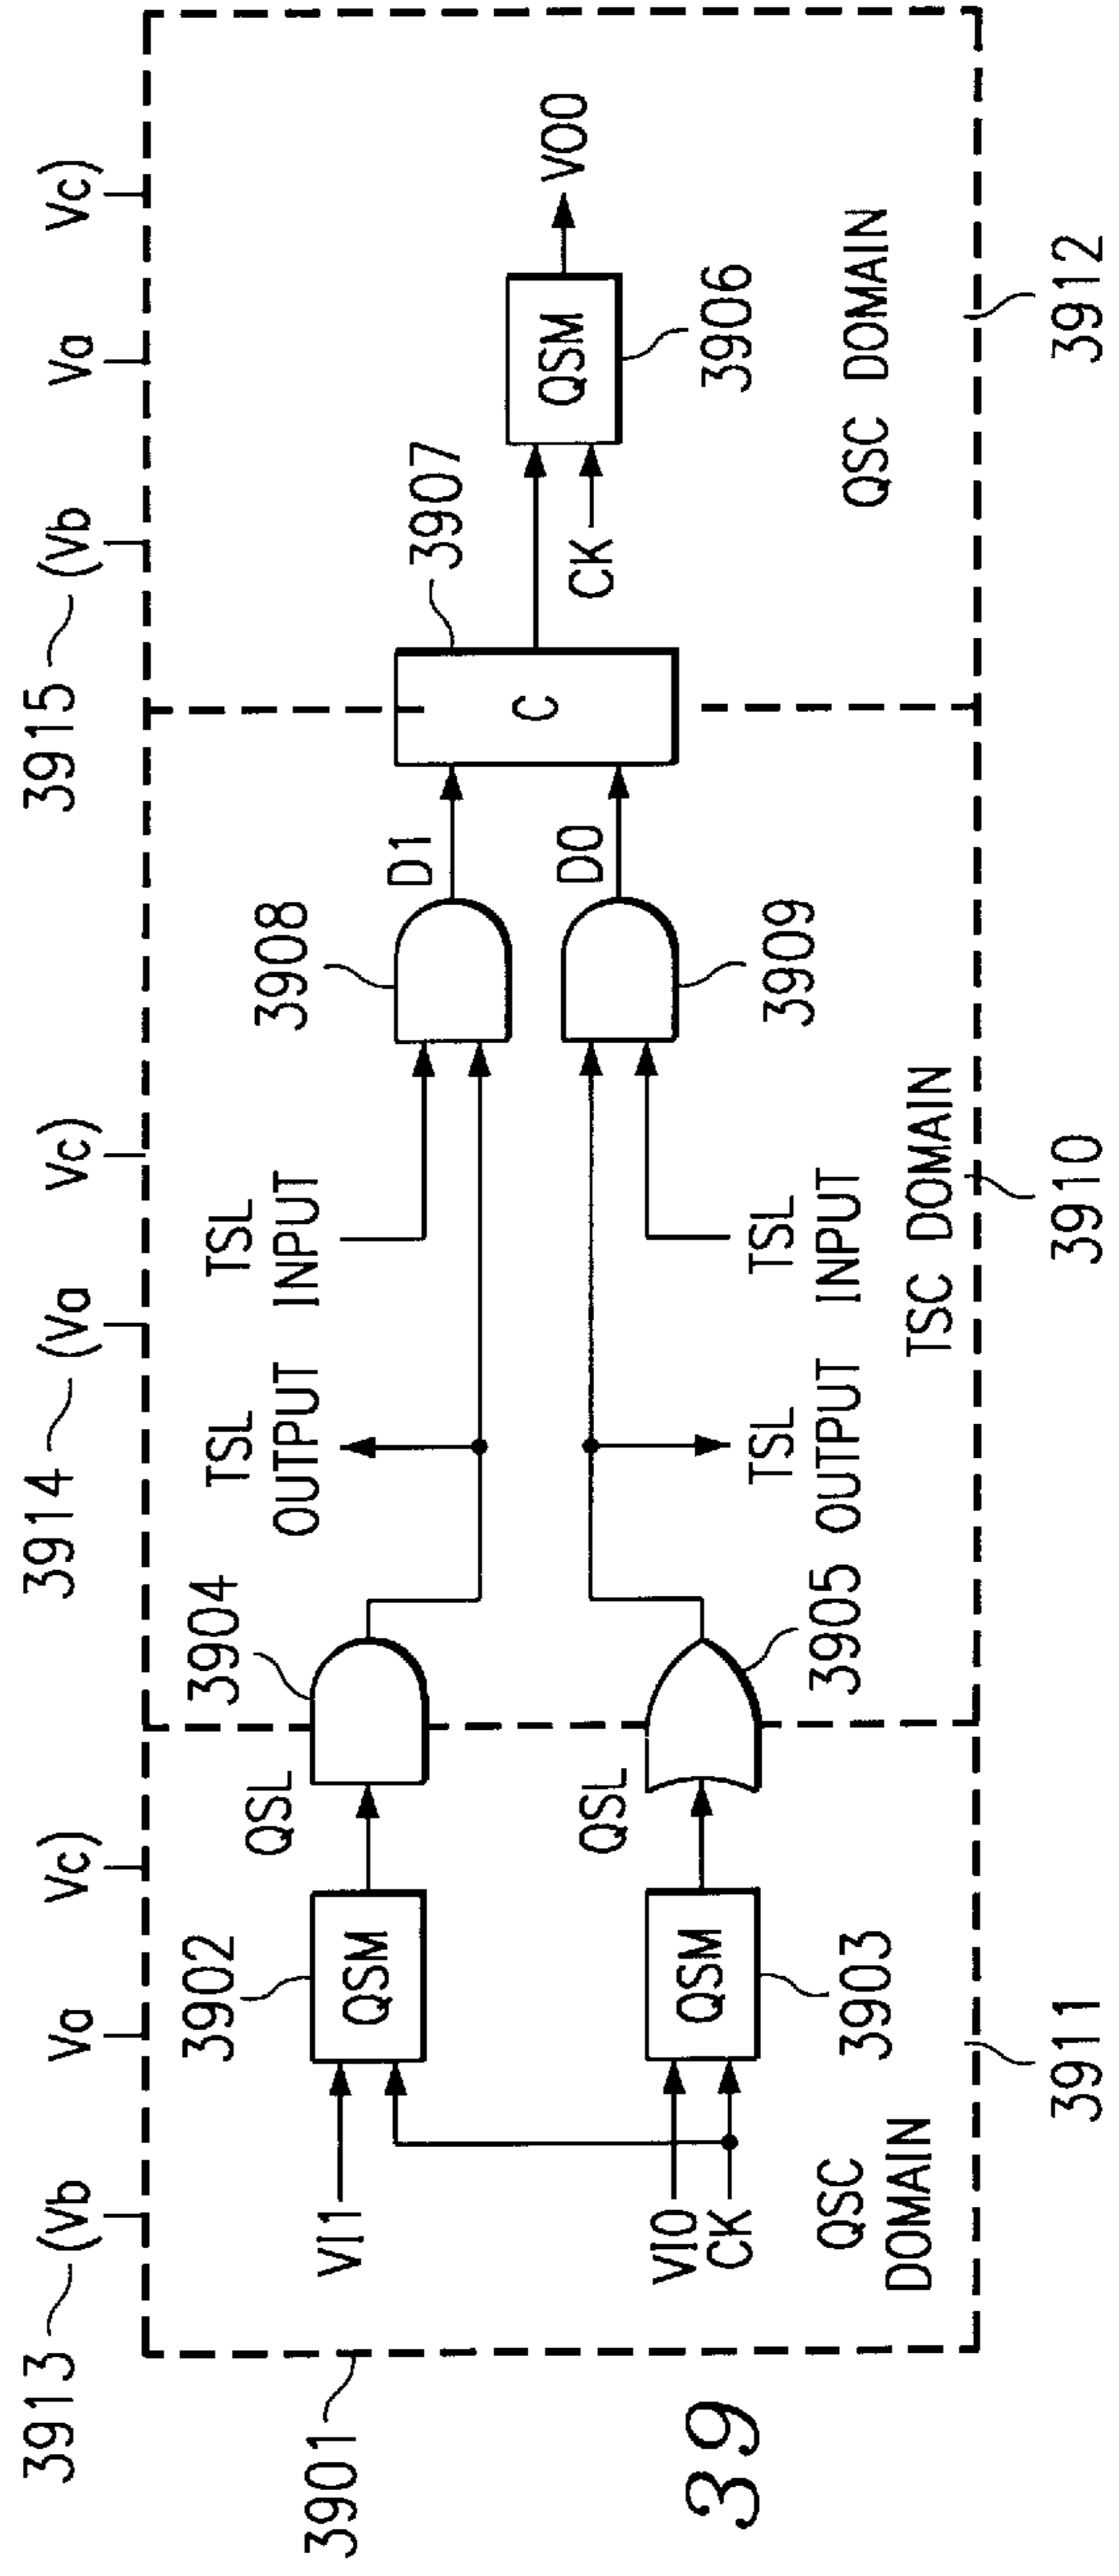 3913 (Vb Va Vc) 3914 (Va Vc) 3915 (Vb Va Vc)
3901
3902
QSL
3904
TSL
OUTPUT
TSL
INPUT
3908
D1
3907
VI1
QSM
C
QSM
VO0
CK
3906
D0
QSL
VI0
CK
QSM
3903
3905
TSL
OUTPUT
TSL
INPUT
3909
QSC
DOMAIN
TSC DOMAIN
QSC DOMAIN
3911
3910
3912
39